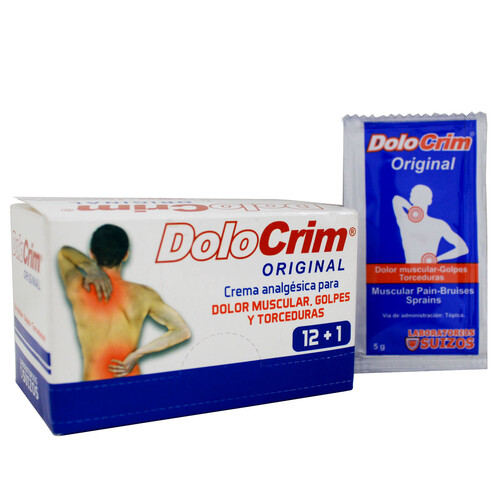 DoloCrim®
ORIGINAL
Crema analgésica para
DOLOR MUSCULAR, GOLPES
Y TORCEDURAS
12 + 1
DoloCrim®
Original
Dolor muscular-Golpes
Torceduras
Muscular Pain-Bruises
Sprains
Vía de administración: Tópica.
LABORATORIOS
SUIZOS
5 g